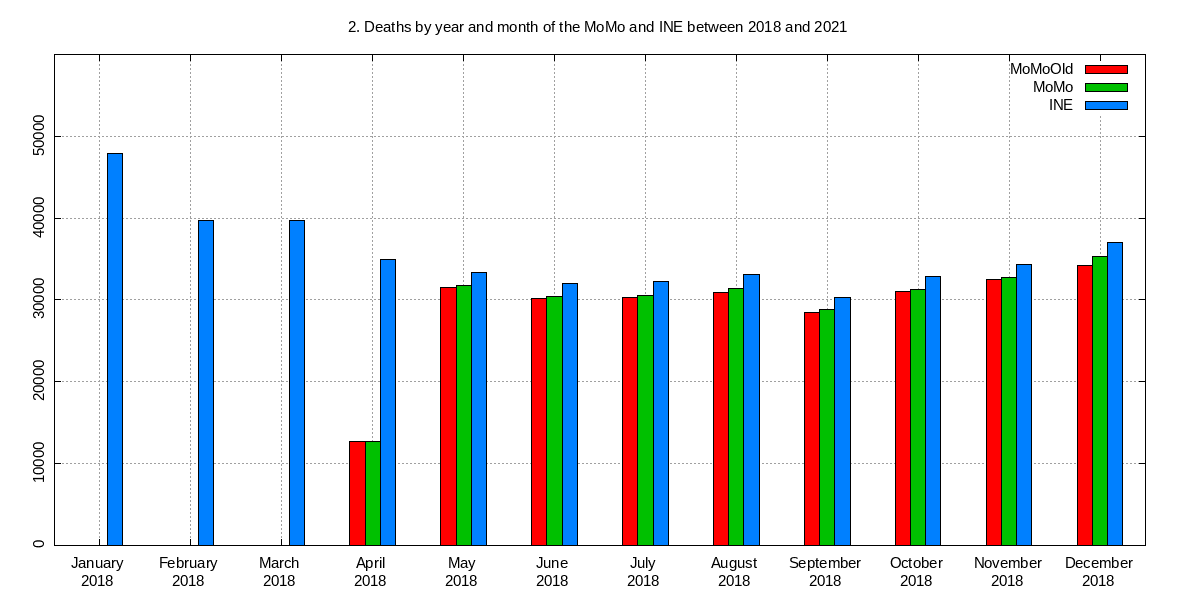 2. Deaths by year and month of the MoMo and INE between 2018 and 2021
MoMoOld
MoMo
INE
50000
40000
30000
20000
10000
0
January February March April May June July August September October November December
2018 2018 2018 2018 2018 2018 2018 2018 2018 2018 2018 2018